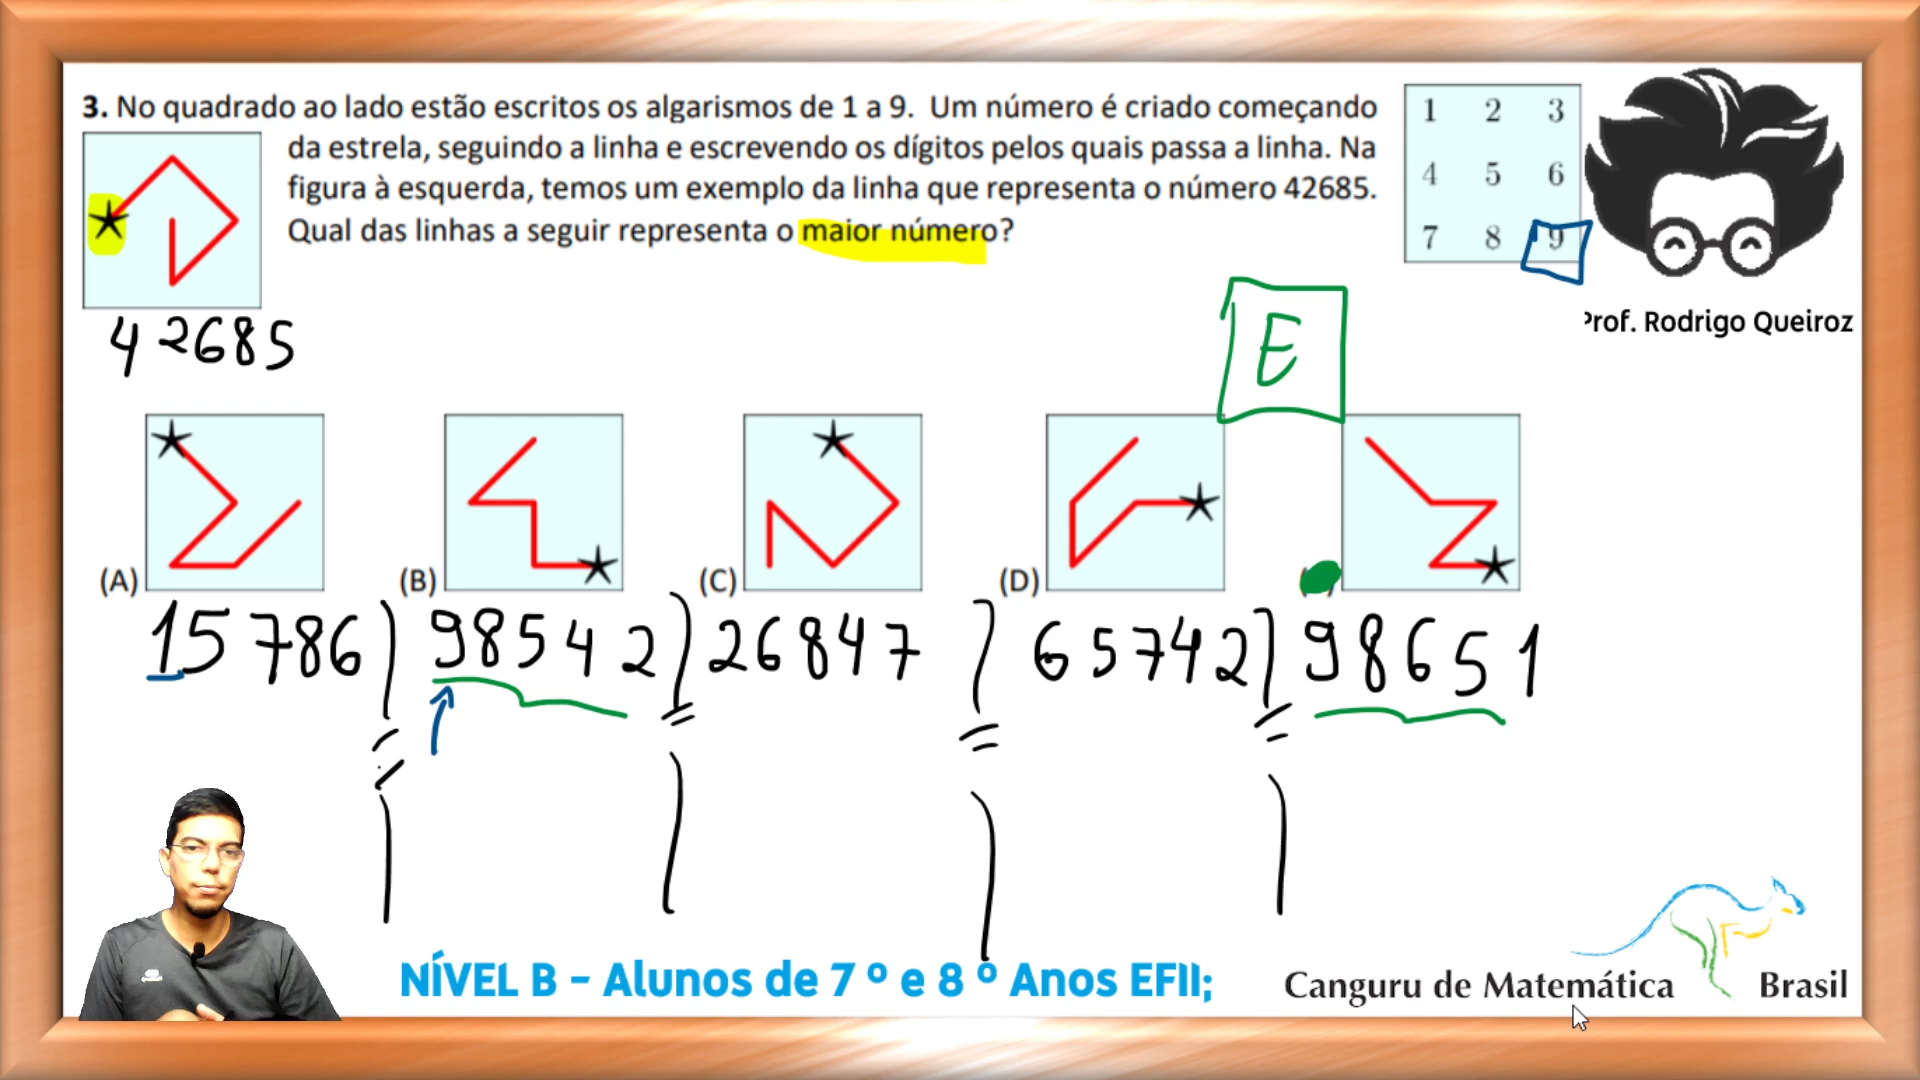 3. No quadrado ao lado estão escritos os algarismos de 1 a 9. Um número é criado começando
da estrela, seguindo a linha e escrevendo os dígitos pelos quais passa a linha. Na
figura à esquerda, temos um exemplo da linha que representa o número 42685.
Qual das linhas a seguir representa o maior número?
1 2 3
4 5 6
7 8 9
Prof. Rodrigo Queiroz
42685
E
(A)
(B)
(C)
(D)
15786
98542
26847
65742
98651
NÍVEL B - Alunos de 7 º e 8 º Anos EFII;
Canguru de Matemática Brasil